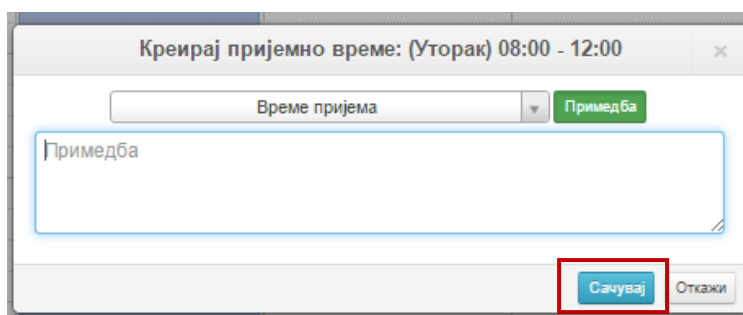 Креирај пријемно време: (Уторак) 08:00 - 12:00 ×
Време пријема Примедба
Примедба
Сачувај Откажи